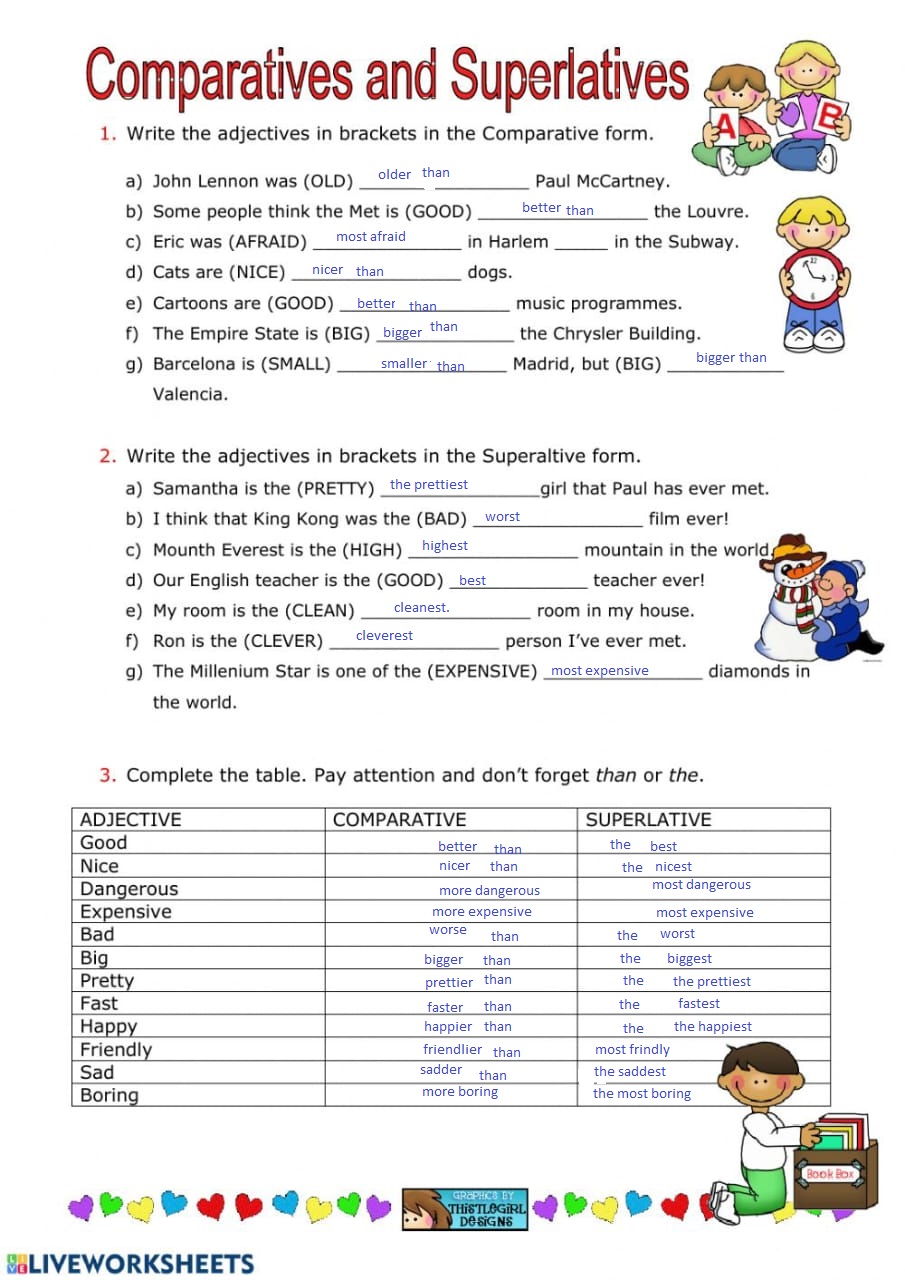 Comparatives and Superlatives
A B
1. Write the adjectives in brackets in the Comparative form.
a) John Lennon was (OLD) _______ older than __________ Paul McCartney.
b) Some people think the Met is (GOOD) better than the Louvre.
c) Eric was (AFRAID) most afraid in Harlem _____ in the Subway.
d) Cats are (NICE) nicer than dogs.
e) Cartoons are (GOOD) better than music programmes.
f) The Empire State is (BIG) bigger than the Chrysler Building.
g) Barcelona is (SMALL) smaller than Madrid, but (BIG) bigger than
Valencia.
12
3
6
2. Write the adjectives in brackets in the Superaltive form.
a) Samantha is the (PRETTY) the prettiest girl that Paul has ever met.
b) I think that King Kong was the (BAD) worst film ever!
c) Mounth Everest is the (HIGH) highest mountain in the world.
d) Our English teacher is the (GOOD) best teacher ever!
e) My room is the (CLEAN) cleanest. room in my house.
f) Ron is the (CLEVER) cleverest person I've ever met.
g) The Millenium Star is one of the (EXPENSIVE) most expensive diamonds in
the world.
3. Complete the table. Pay attention and don't forget than or the.
ADJECTIVE COMPARATIVE SUPERLATIVE
Good better than the best
Nice nicer than the nicest
Dangerous more dangerous most dangerous
Expensive more expensive most expensive
Bad worse than the worst
Big bigger than the biggest
Pretty prettier than the the prettiest
Fast faster than the fastest
Happy happier than the the happiest
Friendly friendlier than most frindly
Sad sadder than the saddest
Boring more boring the most boring
Book Box
GRAPHICS BY
THISTLEGIRL
DESIGNS
LIVEWORKSHEETS